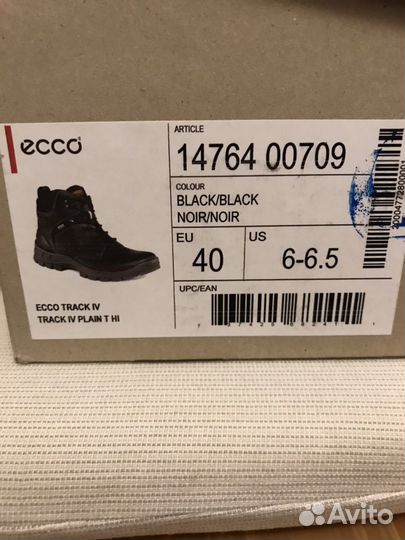 ecco
ARTICLE
14764 00709
COLOUR
BLACK/BLACK
NOIR/NOIR
EU
US
40
6-6.5
UPC/EAN
ECCO TRACK IV
TRACK IV PLAIN T HI
Avito